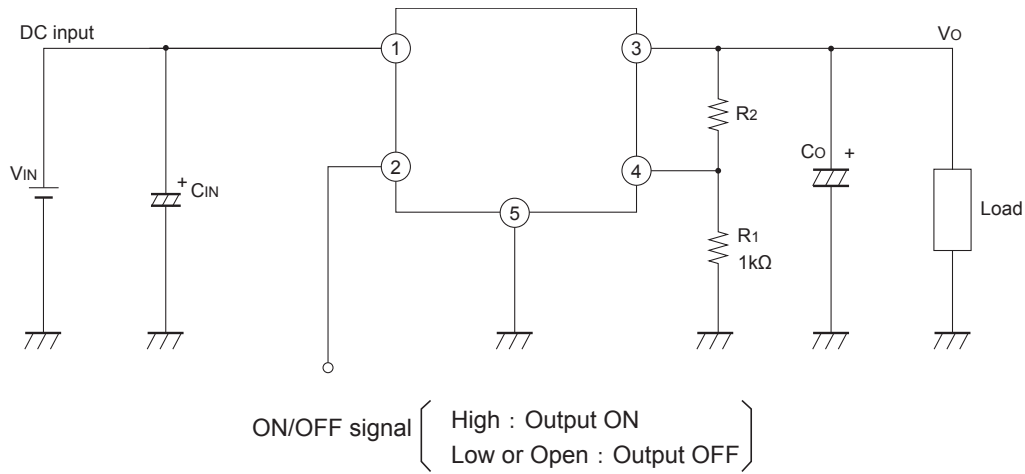 DC input
1
3
VO
R2
2
4
CO
+
VIN
+
CIN
5
R1
1kΩ
Load
ON/OFF signal
High : Output ON
Low or Open : Output OFF